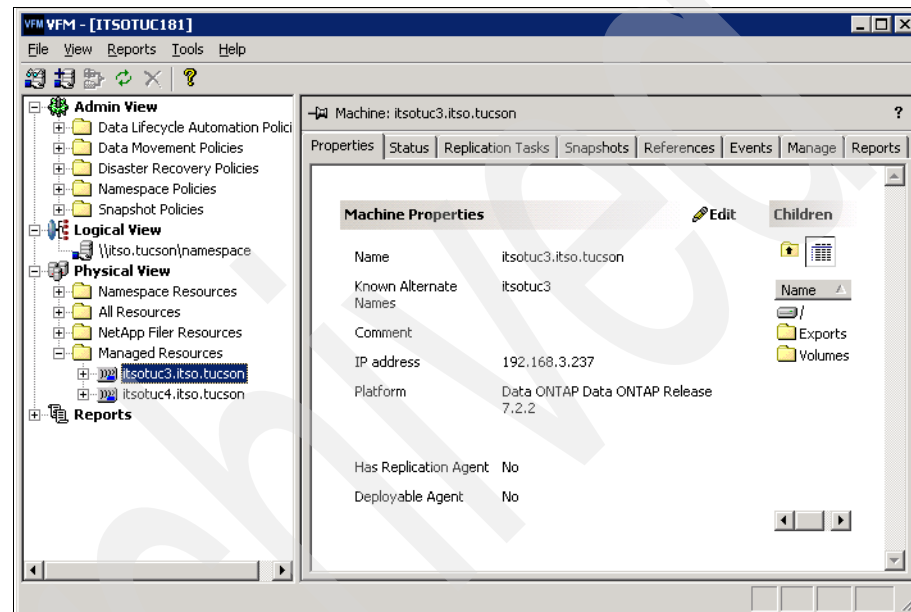 VFM VFM - [ITSOTUC181]
File View Reports Tools Help
Admin View
Data Lifecycle Automation Polici
Data Movement Policies
Disaster Recovery Policies
Namespace Policies
Snapshot Policies
Logical View
\\itso.tucson\namespace
Physical View
Namespace Resources
All Resources
NetApp Filer Resources
Managed Resources
itsotuc3.itso.tucson
itsotuc4.itso.tucson
Reports
Machine: itsotuc3.itso.tucson ?
Properties Status Replication Tasks Snapshots References Events Manage Reports
Machine Properties Edit
Name itsotuc3.itso.tucson
Known Alternate itsotuc3
Names
Comment
IP address 192.168.3.237
Platform Data ONTAP Data ONTAP Release
7.2.2
Has Replication Agent No
Deployable Agent No
Children
Name
/
Exports
Volumes